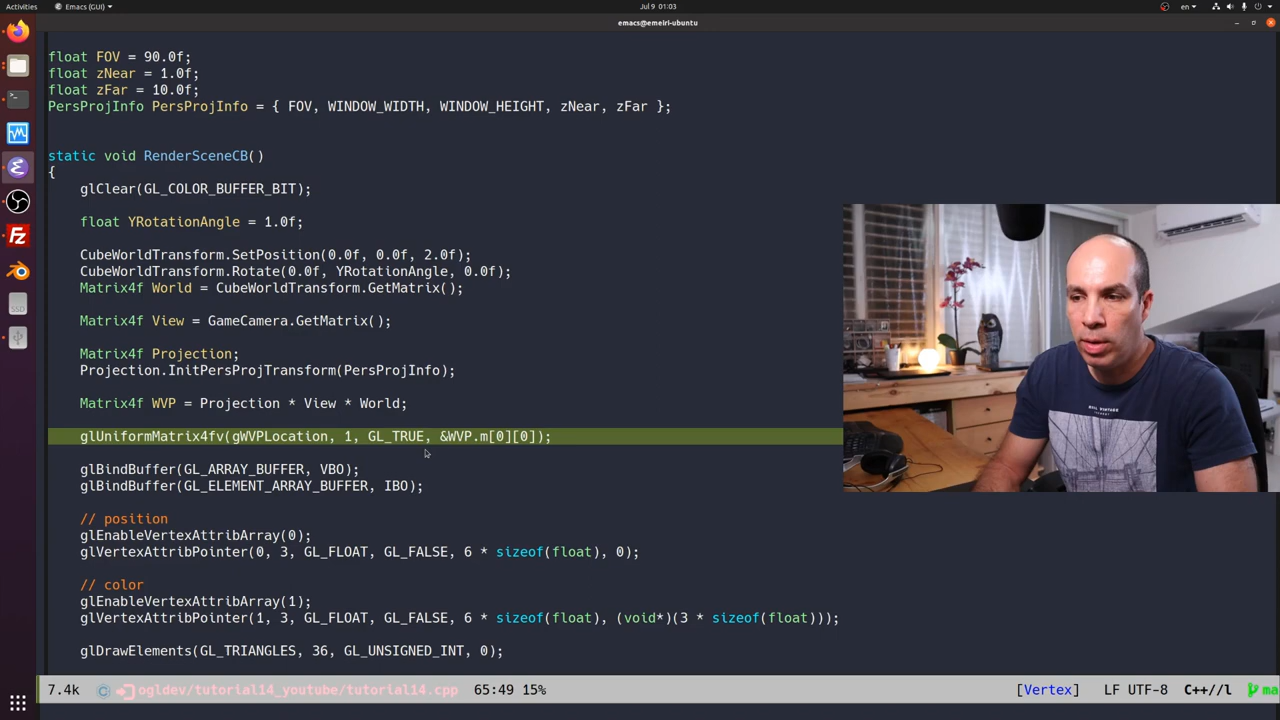 Activities
Emacs (GUI)
Jul 9 01:03
en
emacs@emeiri-ubuntu
float FOV = 90.0f;
float zNear = 1.0f;
float zFar = 10.0f;
PersProjInfo PersProjInfo = { FOV, WINDOW_WIDTH, WINDOW_HEIGHT, zNear, zFar };
static void RenderSceneCB()
{
glClear(GL_COLOR_BUFFER_BIT);
float YRotationAngle = 1.0f;
CubeWorldTransform.SetPosition(0.0f, 0.0f, 2.0f);
CubeWorldTransform.Rotate(0.0f, YRotationAngle, 0.0f);
Matrix4f World = CubeWorldTransform.GetMatrix();
Matrix4f View = GameCamera.GetMatrix();
Matrix4f Projection;
Projection.InitPersProjTransform(PersProjInfo);
Matrix4f WVP = Projection * View * World;
glUniformMatrix4fv(gWVPLocation, 1, GL_TRUE, &WVP.m[0][0]);
glBindBuffer(GL_ARRAY_BUFFER, VBO);
glBindBuffer(GL_ELEMENT_ARRAY_BUFFER, IBO);
// position
glEnableVertexAttribArray(0);
glVertexAttribPointer(0, 3, GL_FLOAT, GL_FALSE, 6 * sizeof(float), 0);
// color
glEnableVertexAttribArray(1);
glVertexAttribPointer(1, 3, GL_FLOAT, GL_FALSE, 6 * sizeof(float), (void*)(3 * sizeof(float)));
glDrawElements(GL_TRIANGLES, 36, GL_UNSIGNED_INT, 0);
7.4k ogldev/tutorial14_youtube/tutorial14.cpp 65:49 15% [Vertex] LF UTF-8 C++//l ma